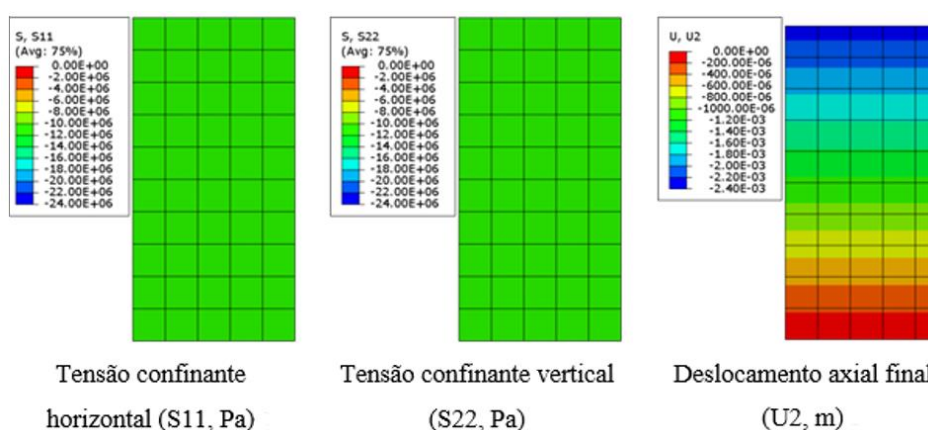 S, S11
(Avg: 75%)
0.00E+00
-2.00E+06
-4.00E+06
-6.00E+06
-8.00E+06
-10.00E+06
-12.00E+06
-14.00E+06
-16.00E+06
-18.00E+06
-20.00E+06
-22.00E+06
-24.00E+06
S, S22
(Avg: 75%)
0.00E+00
-2.00E+06
-4.00E+06
-6.00E+06
-8.00E+06
-10.00E+06
-12.00E+06
-14.00E+06
-16.00E+06
-18.00E+06
-20.00E+06
-22.00E+06
-24.00E+06
U, U2
0.00E+00
-200.00E-06
-400.00E-06
-600.00E-06
-800.00E-06
-1000.00E-06
-1.20E-03
-1.40E-03
-1.60E-03
-1.80E-03
-2.00E-03
-2.20E-03
-2.40E-03
Tensão confinante
horizontal (S11, Pa)
Tensão confinante vertical
(S22, Pa)
Deslocamento axial final
(U2, m)